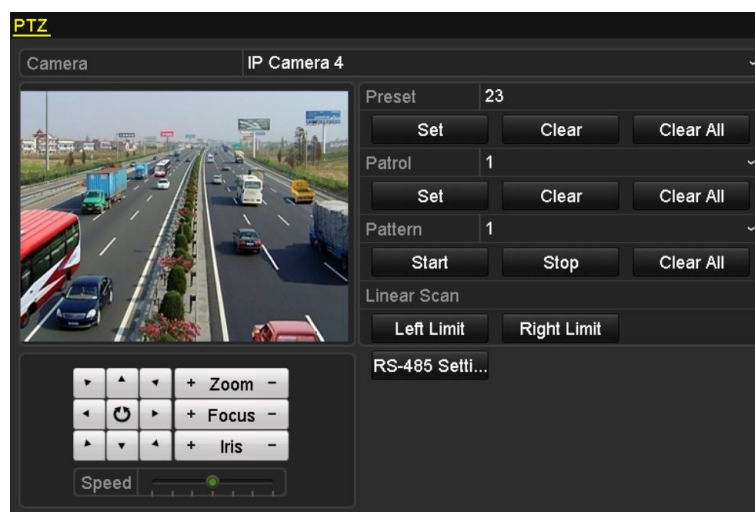 PTZ
Camera IP Camera 4
Preset 23
Set Clear Clear All
Patrol 1
Set Clear Clear All
Pattern 1
Start Stop Clear All
Linear Scan
Left Limit Right Limit
RS-485 Setti...
+ Zoom -
+ Focus -
+ Iris -
Speed